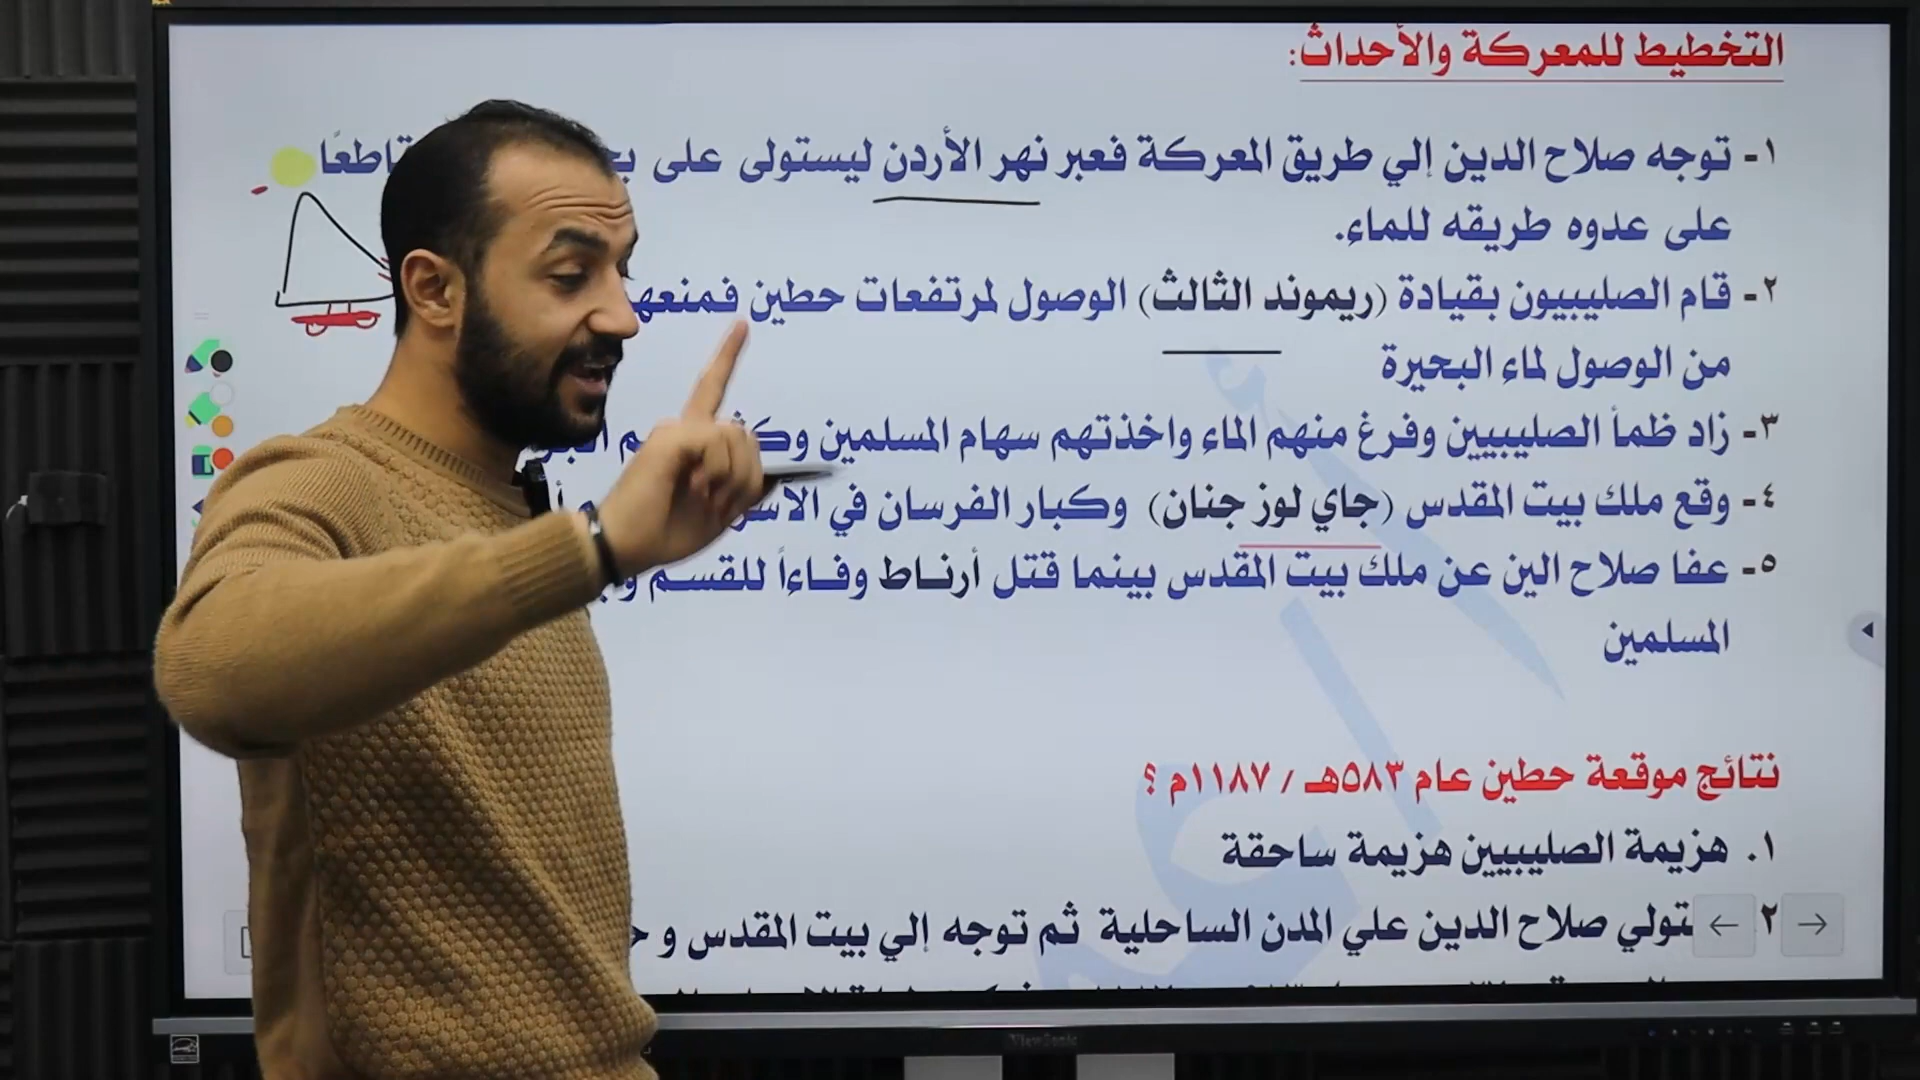 التخطيط للمعركة والأحداث:
١- توجه صلاح الدين إلي طريق المعركة فعبر نهر الأردن ليستولى على
على عدوه طريقه للماء.
٢- قام الصليبيون بقيادة (ريموند الثالث) الوصول لمرتفعات حطين
من الوصول لماء البحيرة
٣- زاد ظمأ الصليبيين وفرغ منهم الماء واخذتهم سهام المسلمين
٤- وقع ملك بيت المقدس (جاي لوز جنان) وكبار الفرسان في
٥- عفا صلاح الين عن ملك بيت المقدس بينما قتل أرناط وفاءاً للقسم
المسلمين
نتائج موقعة حطين عام ٥٨٣هـ / ١١٨٧م ؟
١. هزيمة الصليبيين هزيمة ساحقة
٢ صلاح الدين علي المدن الساحلية ثم توجه إلي بيت المقدس و
ViewSonic